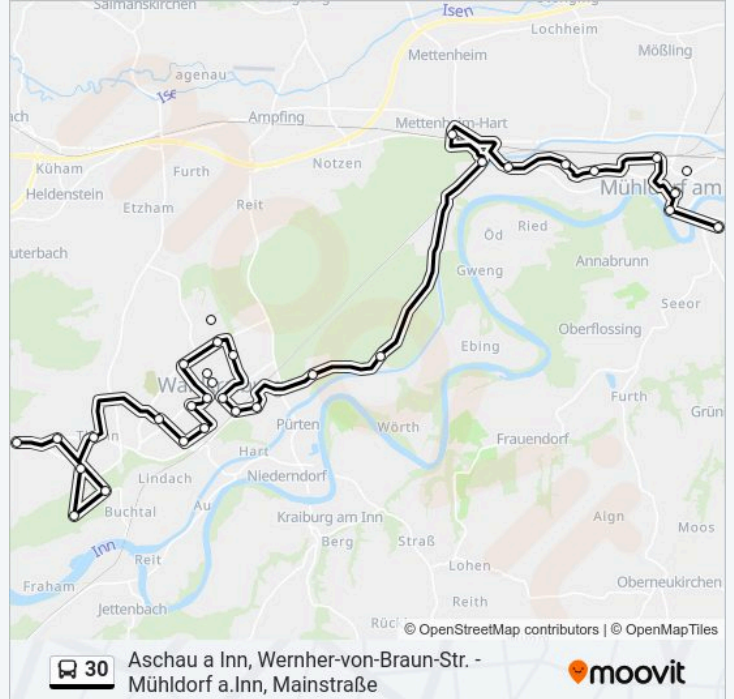 Salmanskirchen
Isen
Lochheim
Mettenheim
Mößling
agenau
Ise
ach
Ampfing
Mettenheim-Hart
Küham
Furth
Notzen
Heldenstein
Etzham
Reit
Mühldorf am
Öd
Ried
uterbach
Gweng
Annabrunn
Seeor
Oberflossing
Ebing
Furth
Grün
Pürten
Wörth
Frauendorf
Hart
Lindach
Niederndorf
Au
Buchtal
Kraiburg am Inn
Algn
Moos
Inn
Reit
Berg
Straß
Lohen
Fraham
Oberneukirchen
Jettenbach
Reith
Rück
© OpenStreetMap contributors | © OpenMapTiles
30
Aschau a Inn, Wernher-von-Braun-Str. -
Mühldorf a.Inn, Mainstraße
moovit